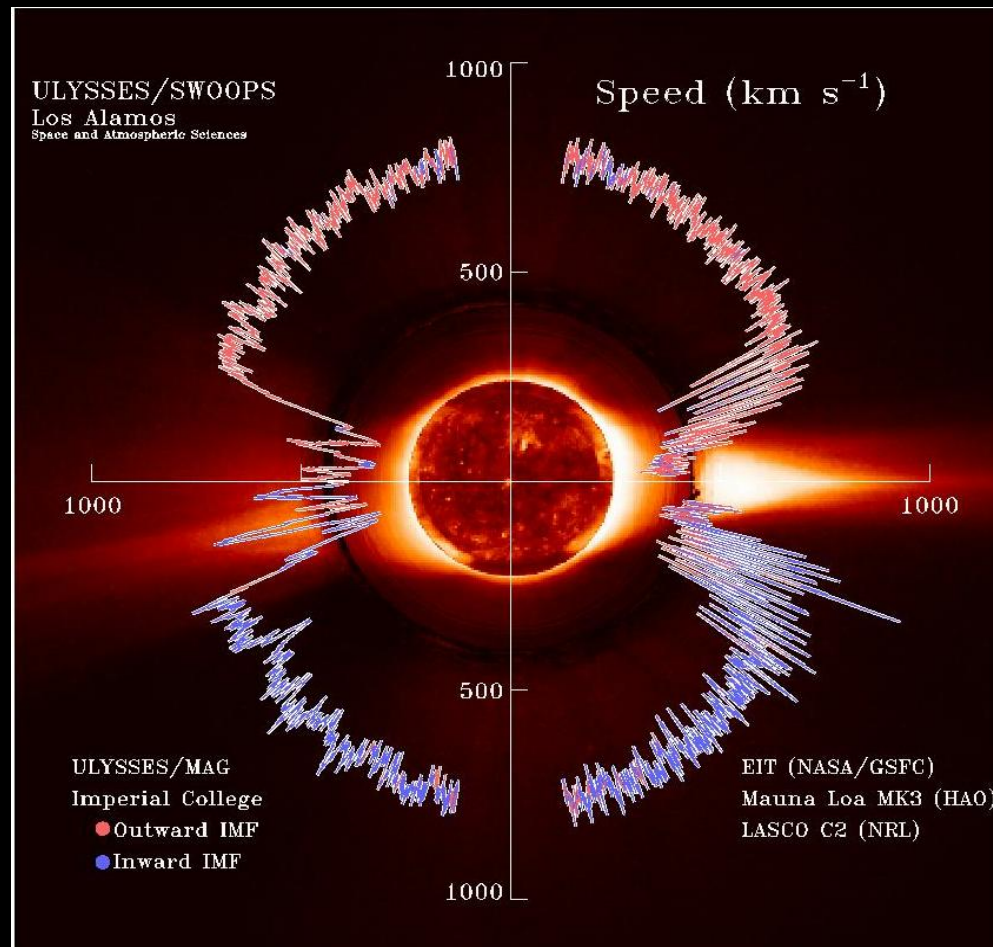 ULYSSES/SWOOPS
Los Alamos
Space and Atmospheric Sciences
Speed (km s⁻¹)
1000
500
1000
1000
500
1000
ULYSSES/MAG
Imperial College
Outward IMF
Inward IMF
EIT (NASA/GSFC)
Mauna Loa MK3 (HAO)
LASCO C2 (NRL)